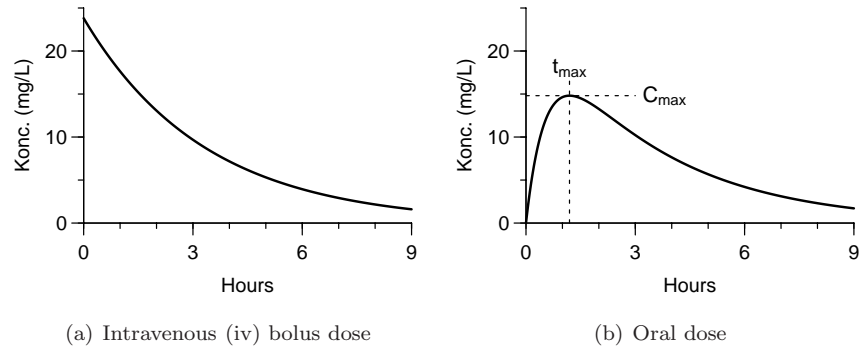 Konc. (mg/L)
20
10
0
0 3 6 9
Hours
(a) Intravenous (iv) bolus dose
Konc. (mg/L)
20
10
0
t_max
C_max
0 3 6 9
Hours
(b) Oral dose